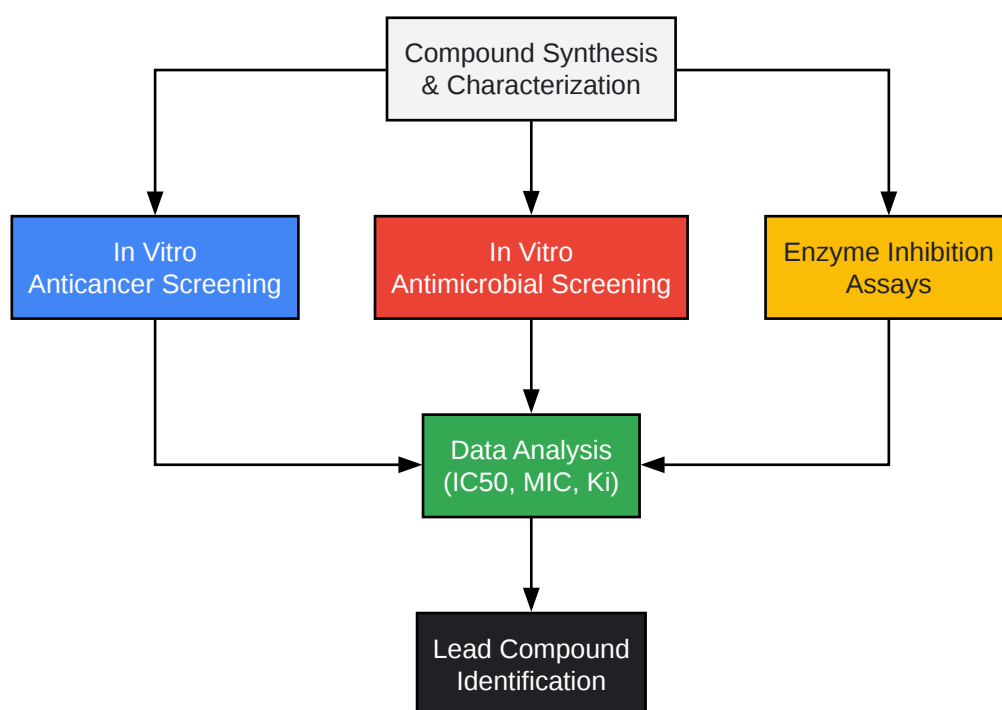 Compound Synthesis
& Characterization
In Vitro
Anticancer Screening
In Vitro
Antimicrobial Screening
Enzyme Inhibition
Assays
Data Analysis
(IC50, MIC, Ki)
Lead Compound
Identification